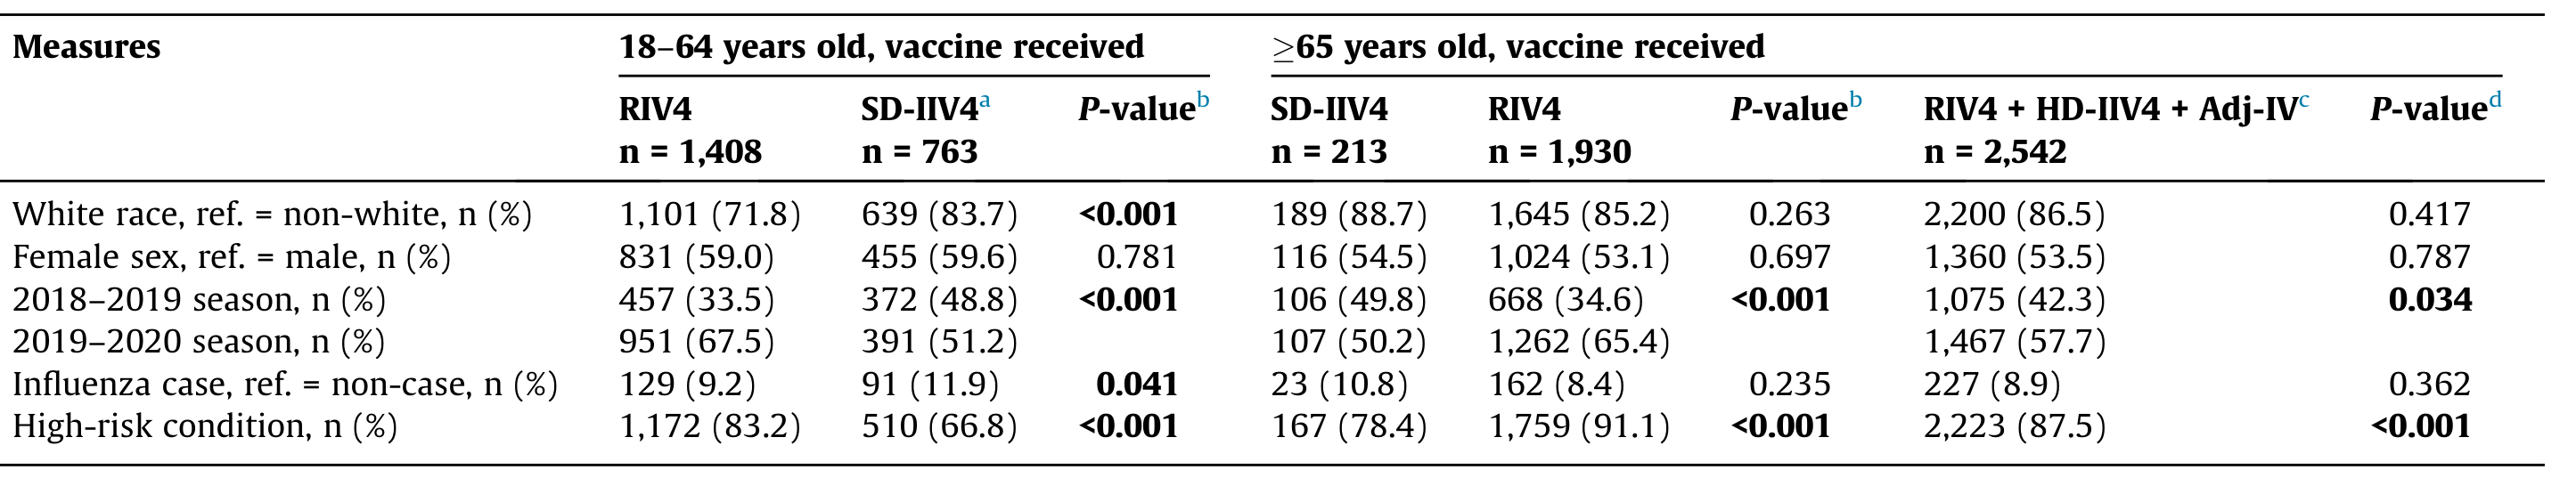 Measures 18–64 years old, vaccine received ≥65 years old, vaccine received
RIV4 SD-IIV4a P-valueb SD-IIV4 RIV4 P-valueb RIV4 + HD-IIV4 + Adj-IVc P-valued
n = 1,408 n = 763 n = 213 n = 1,930 n = 2,542
White race, ref. = non-white, n (%) 1,101 (71.8) 639 (83.7) <0.001 189 (88.7) 1,645 (85.2) 0.263 2,200 (86.5) 0.417
Female sex, ref. = male, n (%) 831 (59.0) 455 (59.6) 0.781 116 (54.5) 1,024 (53.1) 0.697 1,360 (53.5) 0.787
2018–2019 season, n (%) 457 (33.5) 372 (48.8) <0.001 106 (49.8) 668 (34.6) <0.001 1,075 (42.3) 0.034
2019–2020 season, n (%) 951 (67.5) 391 (51.2) 107 (50.2) 1,262 (65.4) 1,467 (57.7)
Influenza case, ref. = non-case, n (%) 129 (9.2) 91 (11.9) 0.041 23 (10.8) 162 (8.4) 0.235 227 (8.9) 0.362
High-risk condition, n (%) 1,172 (83.2) 510 (66.8) <0.001 167 (78.4) 1,759 (91.1) <0.001 2,223 (87.5) <0.001